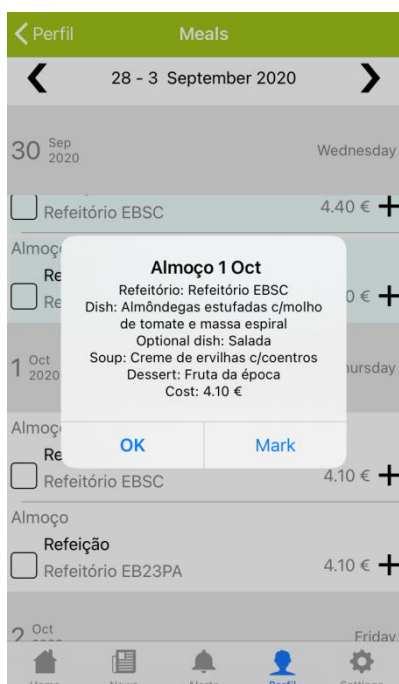 Perfil Meals
28 - 3 September 2020
30 Sep 2020 Wednesday
Refeitório EBSC 4.40 €
Almoço
Almoço 1 Oct
Refeitório: Refeitório EBSC
Dish: Almôndegas estufadas c/molho
de tomate e massa espiral
Optional dish: Salada
Soup: Creme de ervilhas c/coentros
Dessert: Fruta da época
Cost: 4.10 €
OK Mark
1 Oct 2020
Refeitório EBSC 4.10 €
Almoço
Refeição
Refeitório EB23PA 4.10 €
2 Oct Friday